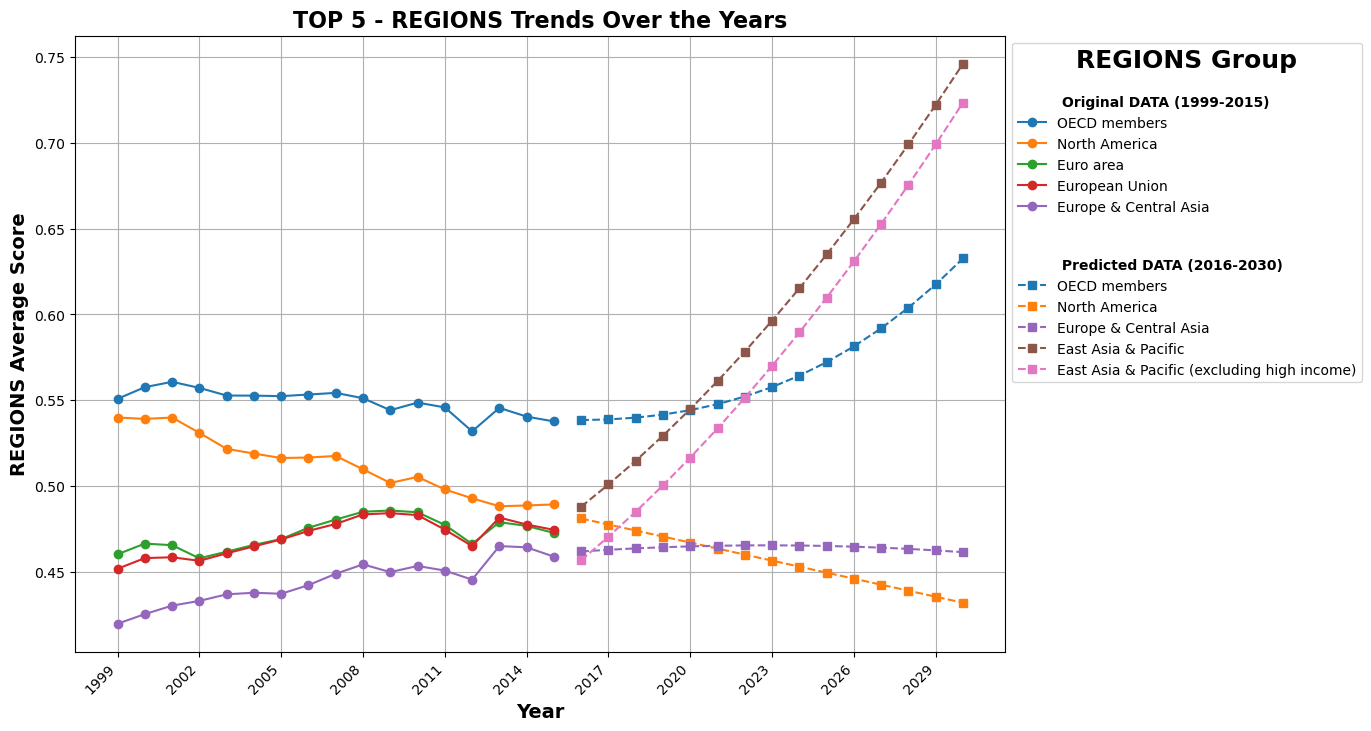 TOP 5 - REGIONS Trends Over the Years
REGIONS Average Score
0.75
0.70
0.65
0.60
0.55
0.50
0.45
1999
2002
2005
2008
2011
2014
2017
2020
2023
2026
2029
Year
REGIONS Group
Original DATA (1999-2015)
OECD members
North America
Euro area
European Union
Europe & Central Asia
Predicted DATA (2016-2030)
OECD members
North America
Europe & Central Asia
East Asia & Pacific
East Asia & Pacific (excluding high income)